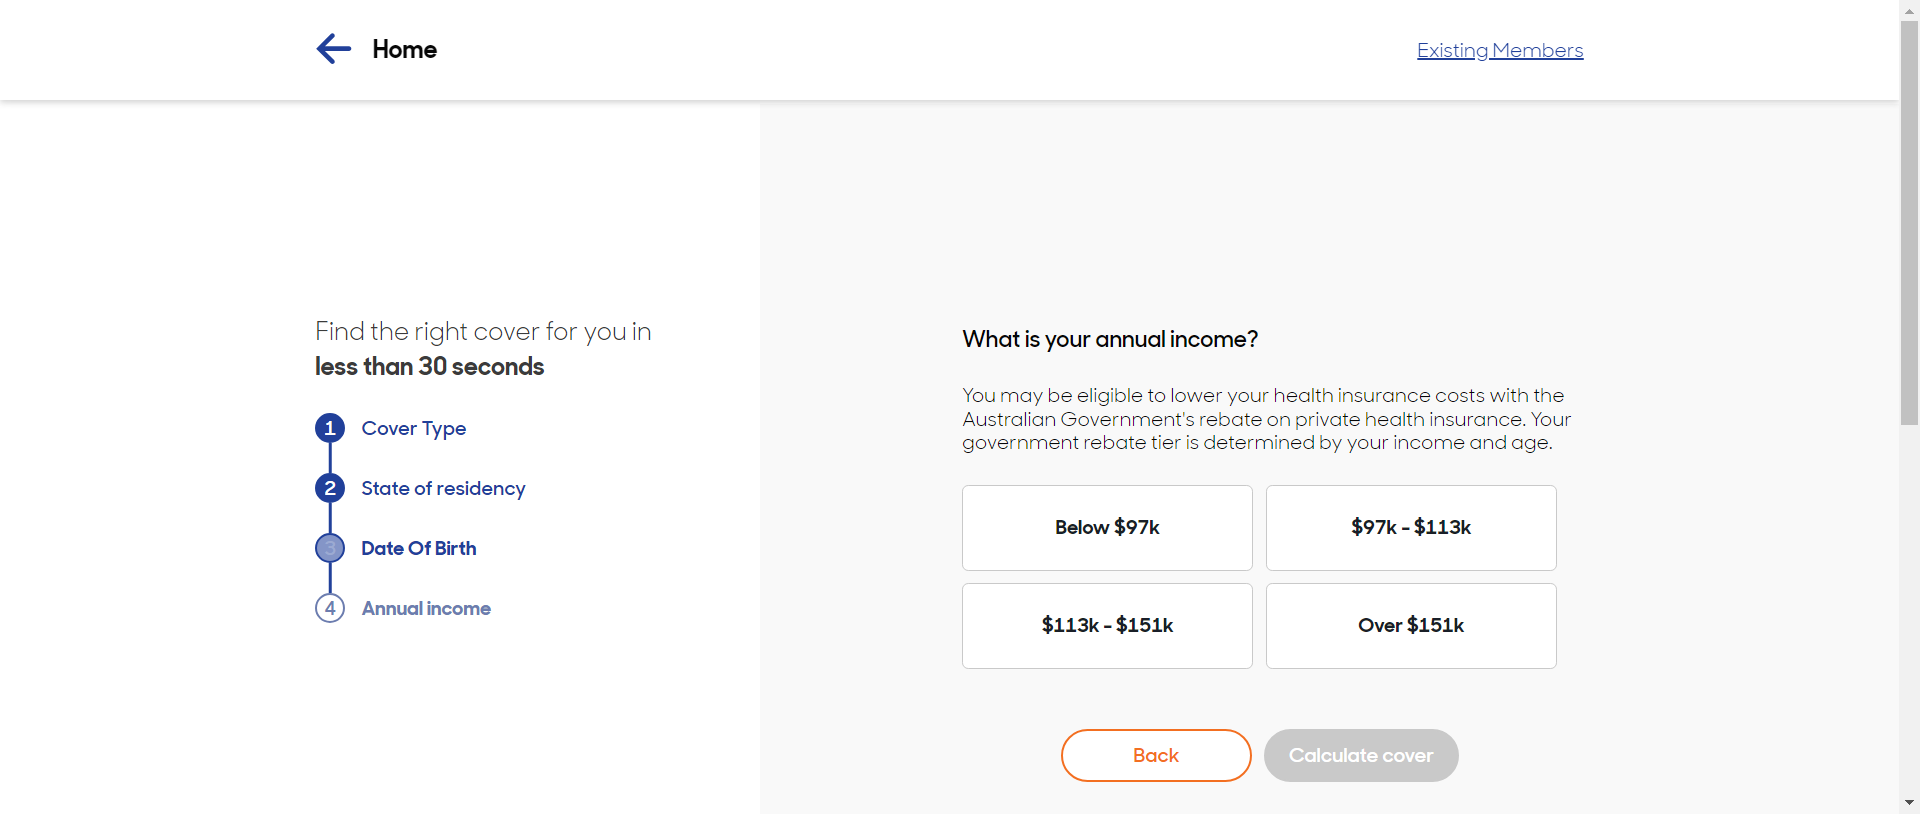 Home
Existing Members
Find the right cover for you in
less than 30 seconds
1 Cover Type
2 State of residency
3 Date Of Birth
4 Annual income
What is your annual income?
You may be eligible to lower your health insurance costs with the
Australian Government's rebate on private health insurance. Your
government rebate tier is determined by your income and age.
Below $97k
$97k - $113k
$113k - $151k
Over $151k
Back
Calculate cover